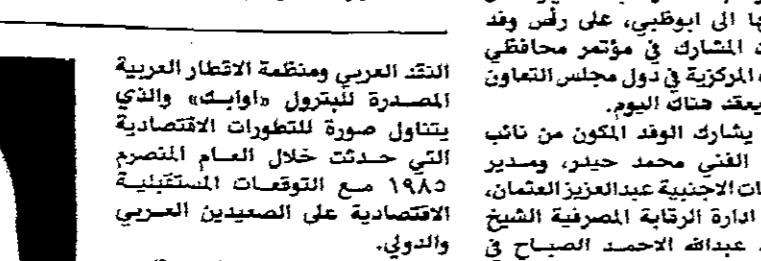 ها الى ابوظبي، على رأس وفد
ت المشارك في مؤتمر محافظي
ه المركزية في دول مجلس التعاون
يعقد هناك اليوم.
يشارك الوفد المكون من نائب
الفني محمد حيدر، ومدير
ات الاجنبية عبدالعزيز العثمان،
ادارة الرقابة المصرفية الشيخ
عبدالله الاحمد الصباح في
النقد العربي ومنظمة الاقطار العربية
المصدرة للبترول «اوابك» والذي
يتناول صورة للتطورات الاقتصادية
التي حدثت خلال العام المنصرم
١٩٨٥ مع التوقعات المستقبلية
الاقتصادية على الصعيدين العربي
والدولي.